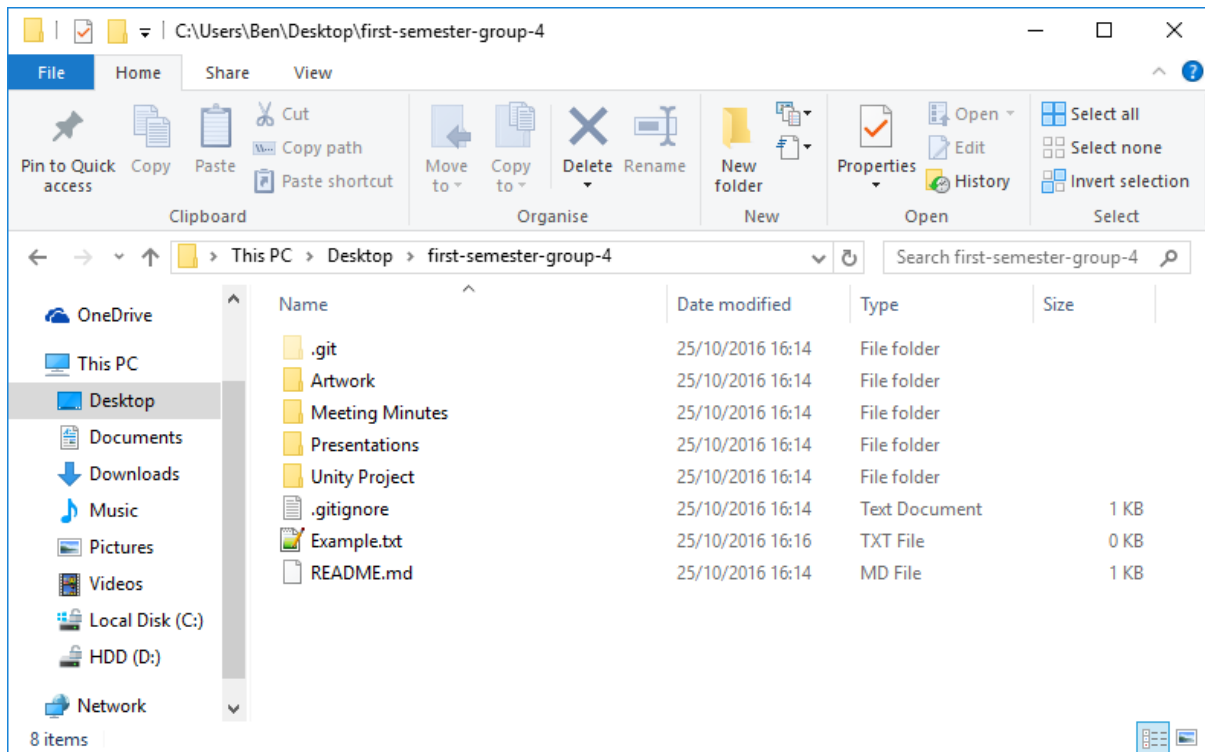 C:\Users\Ben\Desktop\first-semester-group-4
File Home Share View
Pin to Quick access
Copy
Paste
Cut
Copy path
Paste shortcut
Clipboard
Move to
Copy to
Delete
Rename
Organise
New folder
New
Properties
Open
Edit
History
Open
Select all
Select none
Invert selection
Select
This PC > Desktop > first-semester-group-4
Search first-semester-group-4
OneDrive
This PC
Desktop
Documents
Downloads
Music
Pictures
Videos
Local Disk (C:)
HDD (D:)
Network
Name Date modified Type Size
.git 25/10/2016 16:14 File folder
Artwork 25/10/2016 16:14 File folder
Meeting Minutes 25/10/2016 16:14 File folder
Presentations 25/10/2016 16:14 File folder
Unity Project 25/10/2016 16:14 File folder
.gitignore 25/10/2016 16:14 Text Document 1 KB
Example.txt 25/10/2016 16:16 TXT File 0 KB
README.md 25/10/2016 16:14 MD File 1 KB
8 items